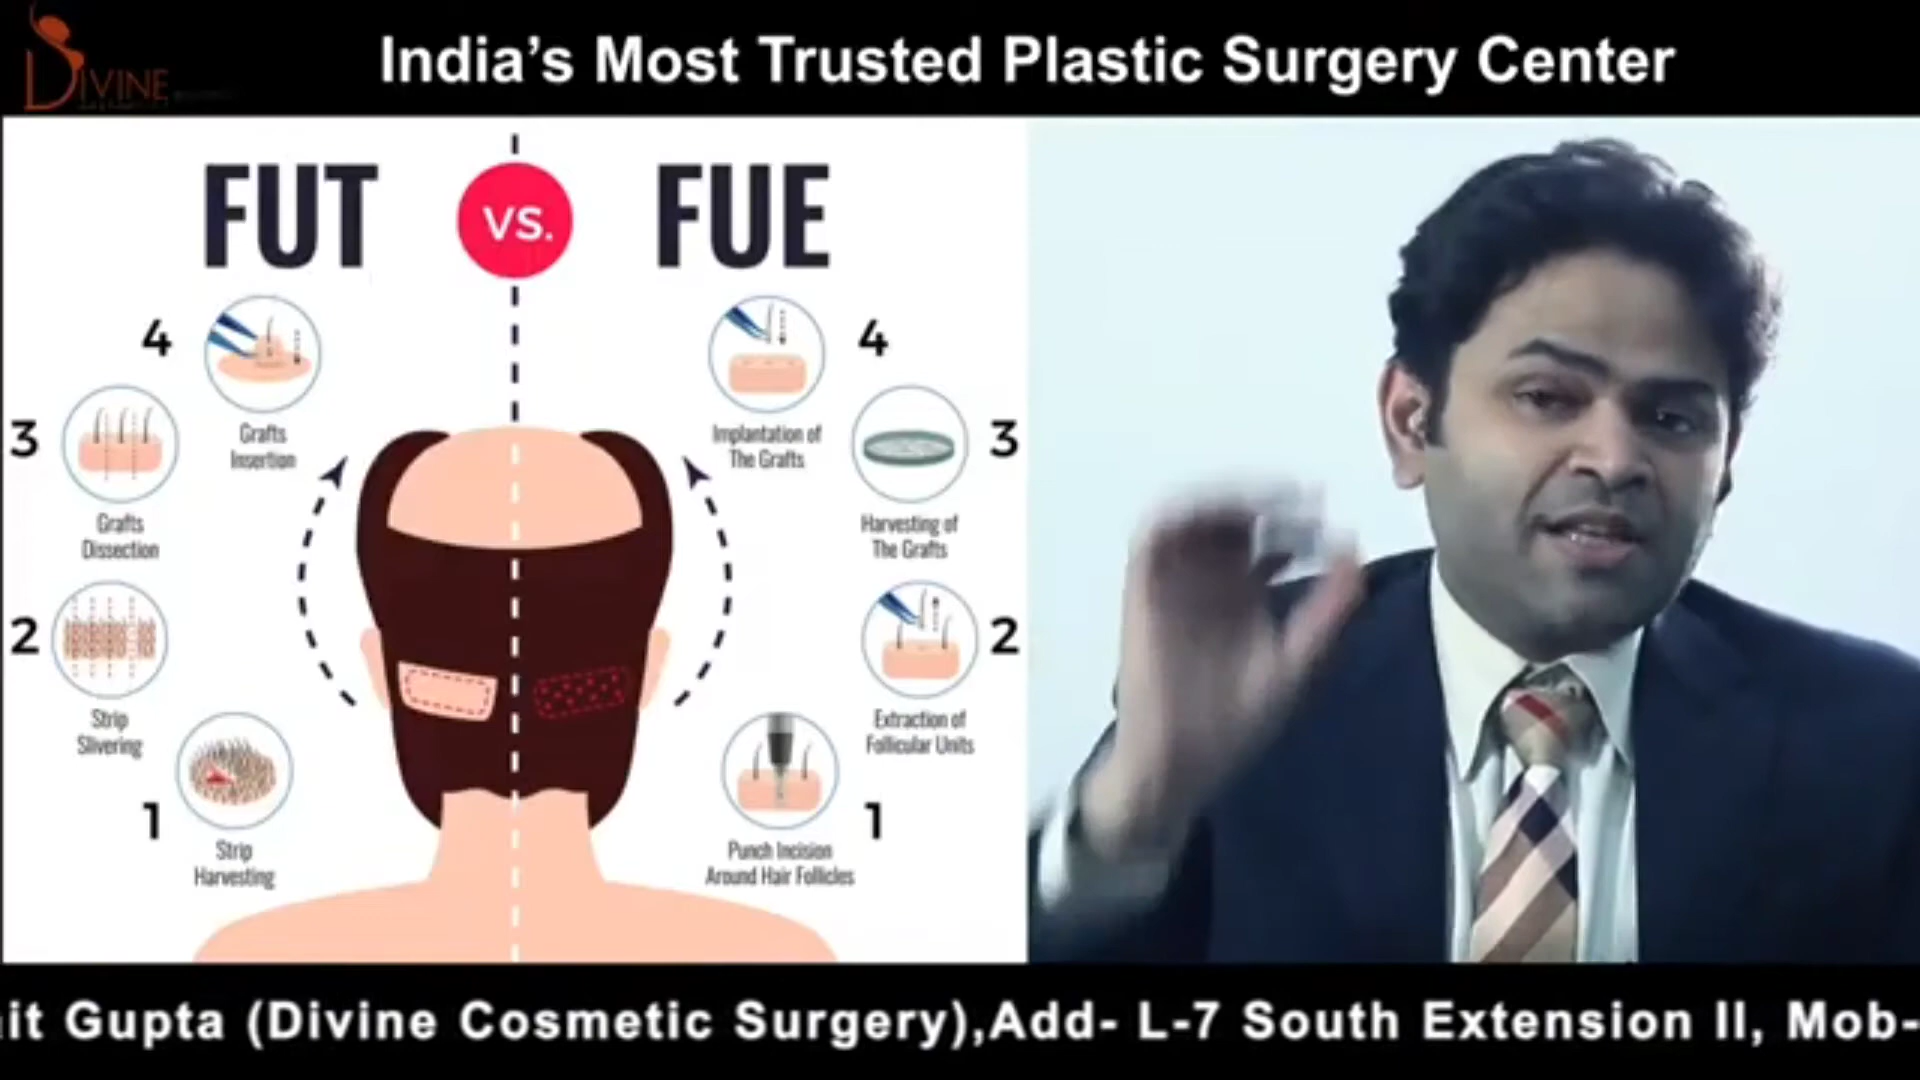 DIVINE
India's Most Trusted Plastic Surgery Center
FUT
VS.
FUE
4
Grafts
Insertion
3
Grafts
Dissection
2
Strip
Slivering
1
Strip
Harvesting
4
Implantation of
The Grafts
3
Harvesting of
The Grafts
2
Extraction of
Follicular Units
1
Punch Incision
Around Hair Follicles
it Gupta (Divine Cosmetic Surgery),Add- L-7 South Extension II, Mob-